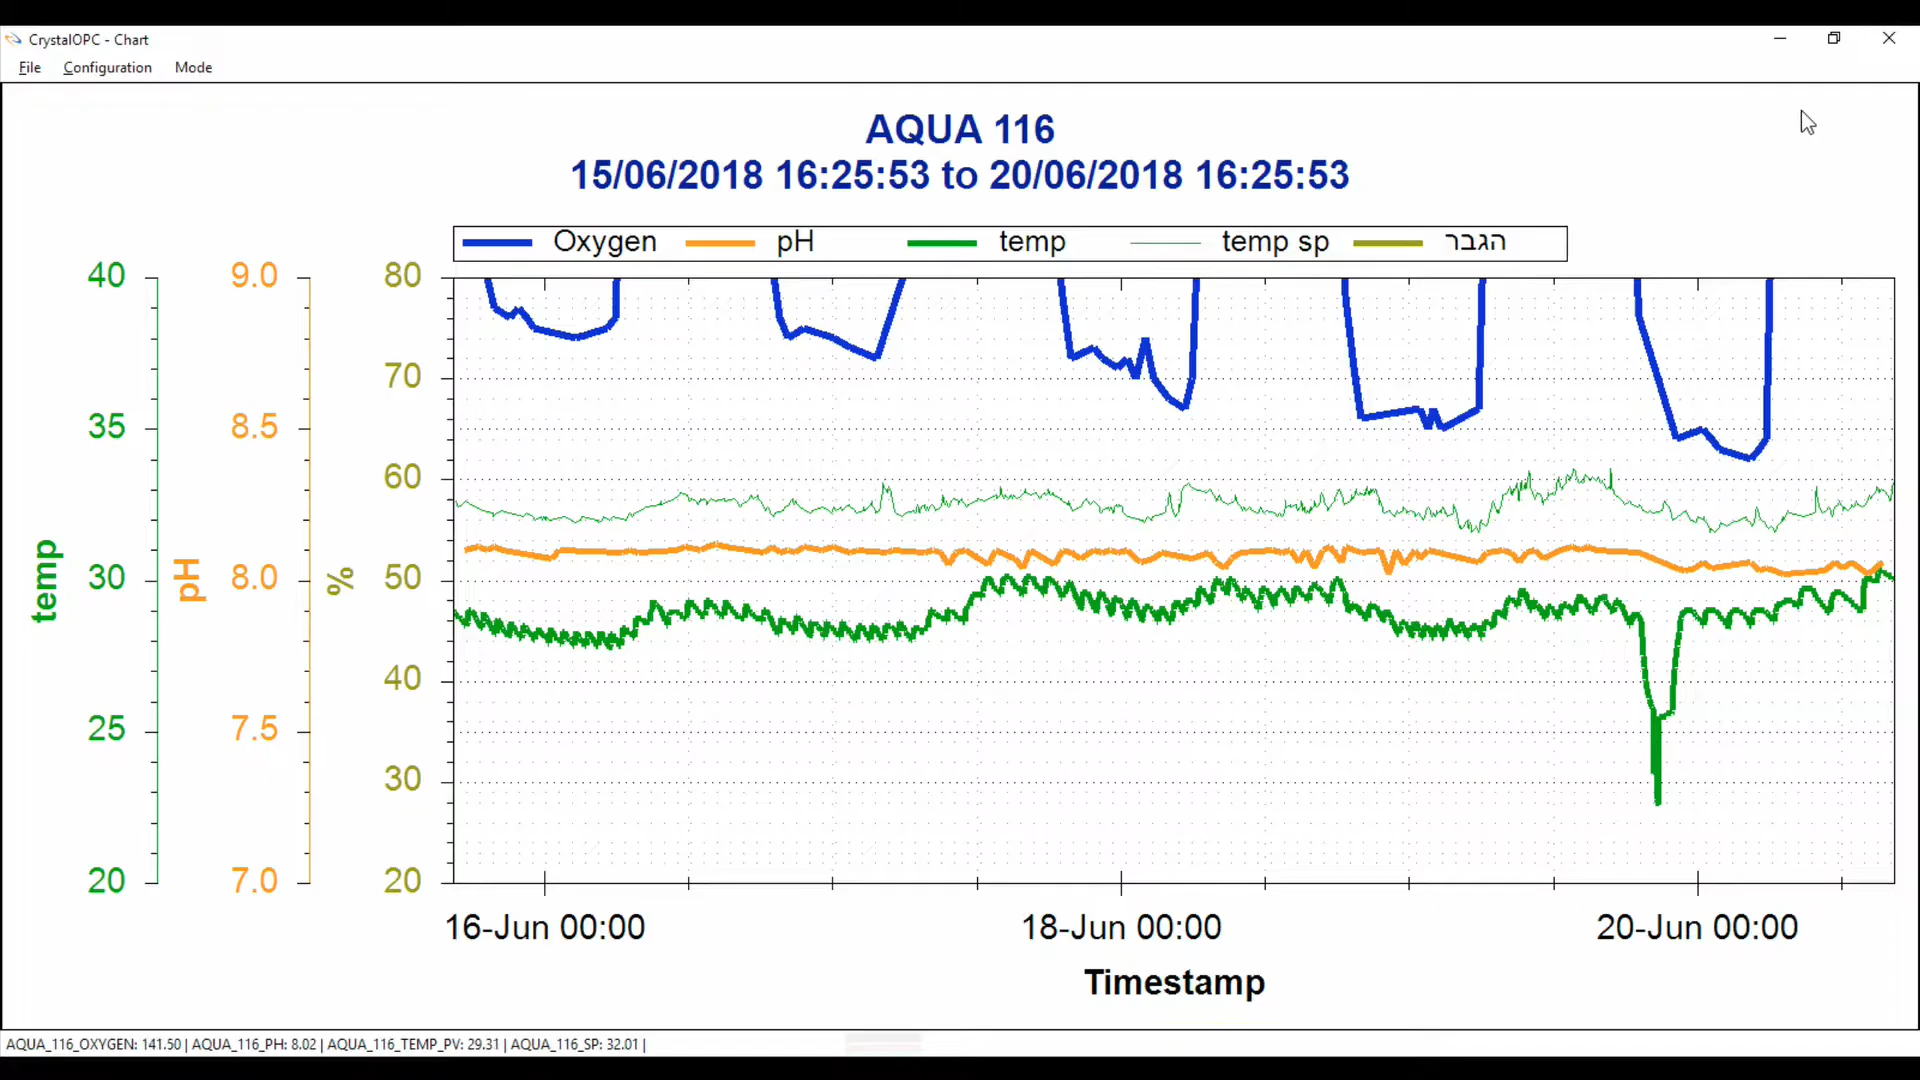 CrystalOPC - Chart
File Configuration Mode
AQUA 116
15/06/2018 16:25:53 to 20/06/2018 16:25:53
Oxygen pH temp temp sp הגבר
40 9.0 80
70
35 8.5
60
30 8.0 50
40
25 7.5
30
20 7.0 20
temp
pH
%
16-Jun 00:00 18-Jun 00:00 20-Jun 00:00
Timestamp
AQUA_116_OXYGEN: 141.50 | AQUA_116_PH: 8.02 | AQUA_116_TEMP_PV: 29.31 | AQUA_116_SP: 32.01 |